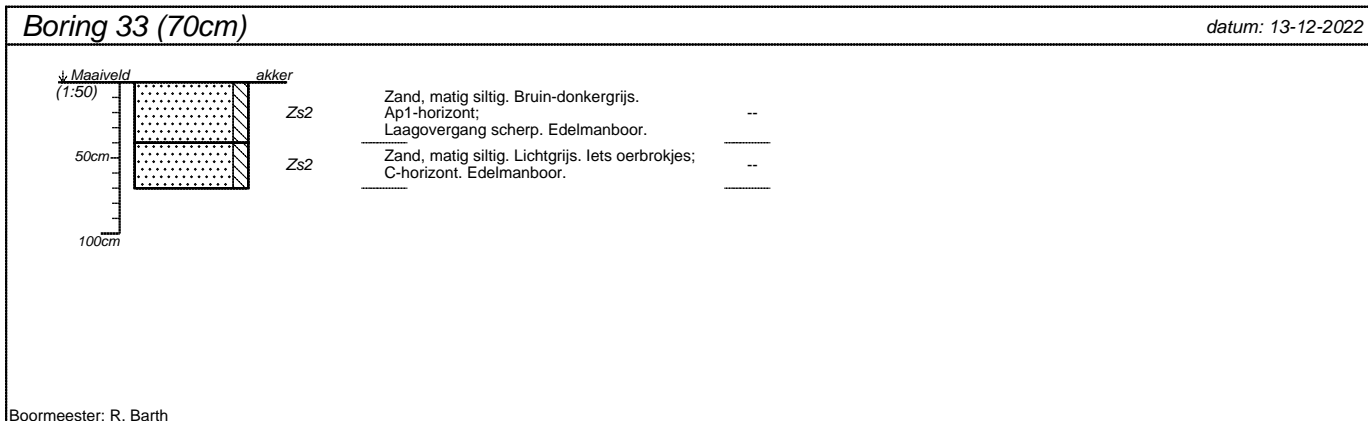 Boring 33 (70cm)
datum: 13-12-2022
Maaiveld
akker
(1:50)
Zs2
Zand, matig siltig. Bruin-donkergrijs.
Ap1-horizont;
Laagovergang scherp. Edelmanboor.
--
50cm
Zs2
Zand, matig siltig. Lichtgrijs. Iets oerbrokjes;
C-horizont. Edelmanboor.
--
100cm
Boormeester: R. Barth